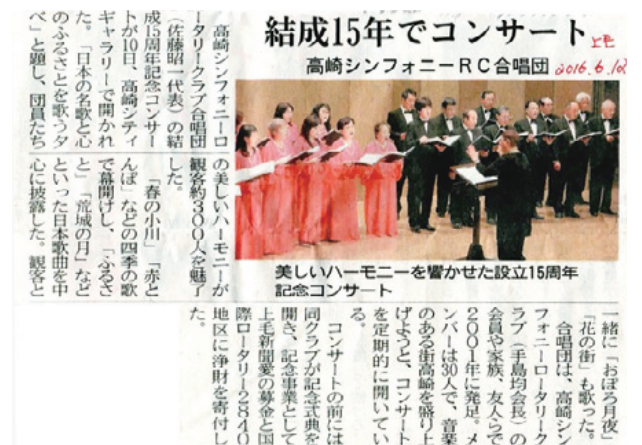 結成15年でコンサート
上毛
高崎シンフォニーRC合唱団
2016.6.12
高崎シンフォニーロ
ータリークラブ合唱団
(佐藤昭一代表)の結
成15周年記念コンサー
トが10日、高崎シティ
ギャラリーで開かれ
た。「日本の名歌と心
のふるさとを歌う夕
べ」と題し、団員たち
の美しいハーモニーが
観客約300人を魅了
した。
「春の小川」「赤と
んぼ」などの四季の歌
で幕開けし、「ふるさ
と」「荒城の月」など
といった日本歌曲を中
心に披露した。観客と
美しいハーモニーを響かせた設立15周年
記念コンサート
一緒に「おぼろ月夜」
「花の街」も歌った。
合唱団は、高崎シン
フォニーロータリーク
ラブ(手島均会長)の
会員や家族、友人らで
2001年に発足。メ
ンバーは30人で、音楽
のある街高崎を盛り上
げようと、コンサート
を定期的に開いてい
る。
コンサートの前には
同クラブが記念式典を
開き、記念事業として
上毛新聞愛の募金と国
際ロータリー2840
地区に浄財を寄付し
た。